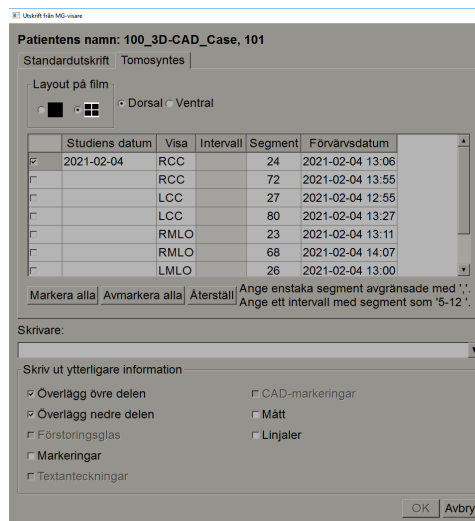 Utskrift från MG-visare
Patientens namn: 100_3D-CAD_Case, 101
Standardutskrift Tomosyntes
Layout på film
Dorsal Ventral
Studiens datum Visa Intervall Segment Förvärvsdatum
2021-02-04 RCC 24 2021-02-04 13:06
RCC 72 2021-02-04 13:55
LCC 27 2021-02-04 12:55
LCC 80 2021-02-04 13:27
RMLO 23 2021-02-04 13:11
RMLO 68 2021-02-04 14:07
LMLO 26 2021-02-04 13:00
Markera alla Avmarkera alla Återställ Ange enstaka segment avgränsade med ','.
Ange ett intervall med segment som '5-12 '.
Skrivare:
Skriv ut ytterligare information
Överlägg övre delen CAD-markeringar
Överlägg nedre delen Mått
Förstoringsglas Linjaler
Markeringar
Textanteckningar
OK Avbry